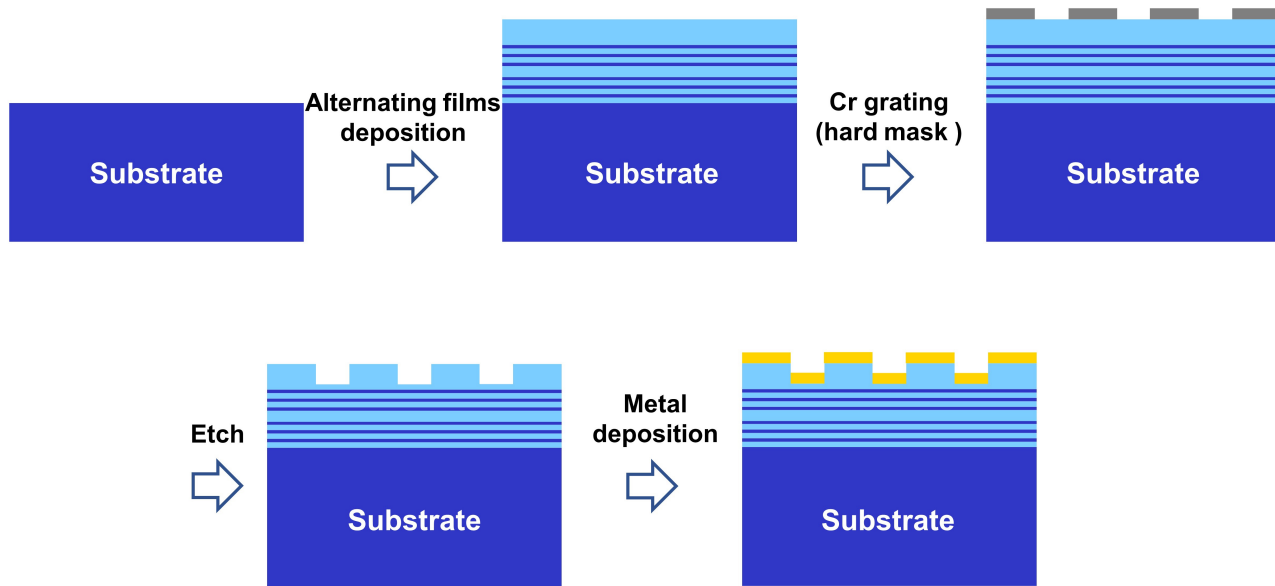 Substrate
Alternating films
deposition
Substrate
Cr grating
(hard mask )
Substrate
Etch
Substrate
Metal
deposition
Substrate